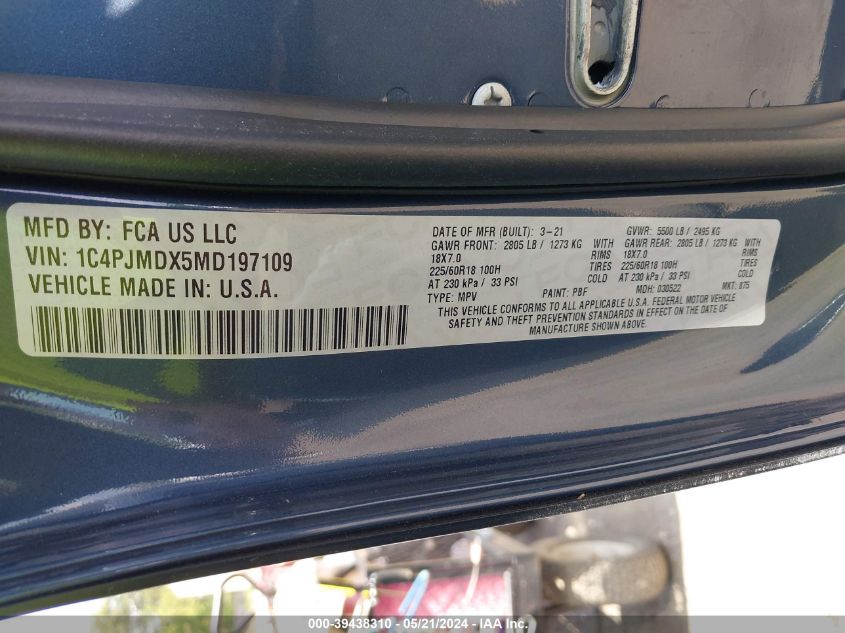 MFD BY: FCA US LLC
VIN: 1C4PJMDX5MD197109
VEHICLE MADE IN: U.S.A.
DATE OF MFR (BUILT): 3-21 GVWR: 5500 LB / 2495 KG
GAWR FRONT: 2805 LB / 1273 KG WITH GAWR REAR: 2805 LB / 1273 KG WITH
18X7.0 RIMS 18X7.0 RIMS
225/60R18 100H TIRES 225/60R18 100H TIRES
AT 230 kPa / 33 PSI COLD AT 230 kPa / 33 PSI COLD
TYPE: MPV PAINT: PBF MDH: 030522 MKT: 875
THIS VEHICLE CONFORMS TO ALL APPLICABLE U.S.A. FEDERAL MOTOR VEHICLE
SAFETY AND THEFT PREVENTION STANDARDS IN EFFECT ON THE DATE OF
MANUFACTURE SHOWN ABOVE.
000-39438310 - 05/21/2024 - IAA Inc.